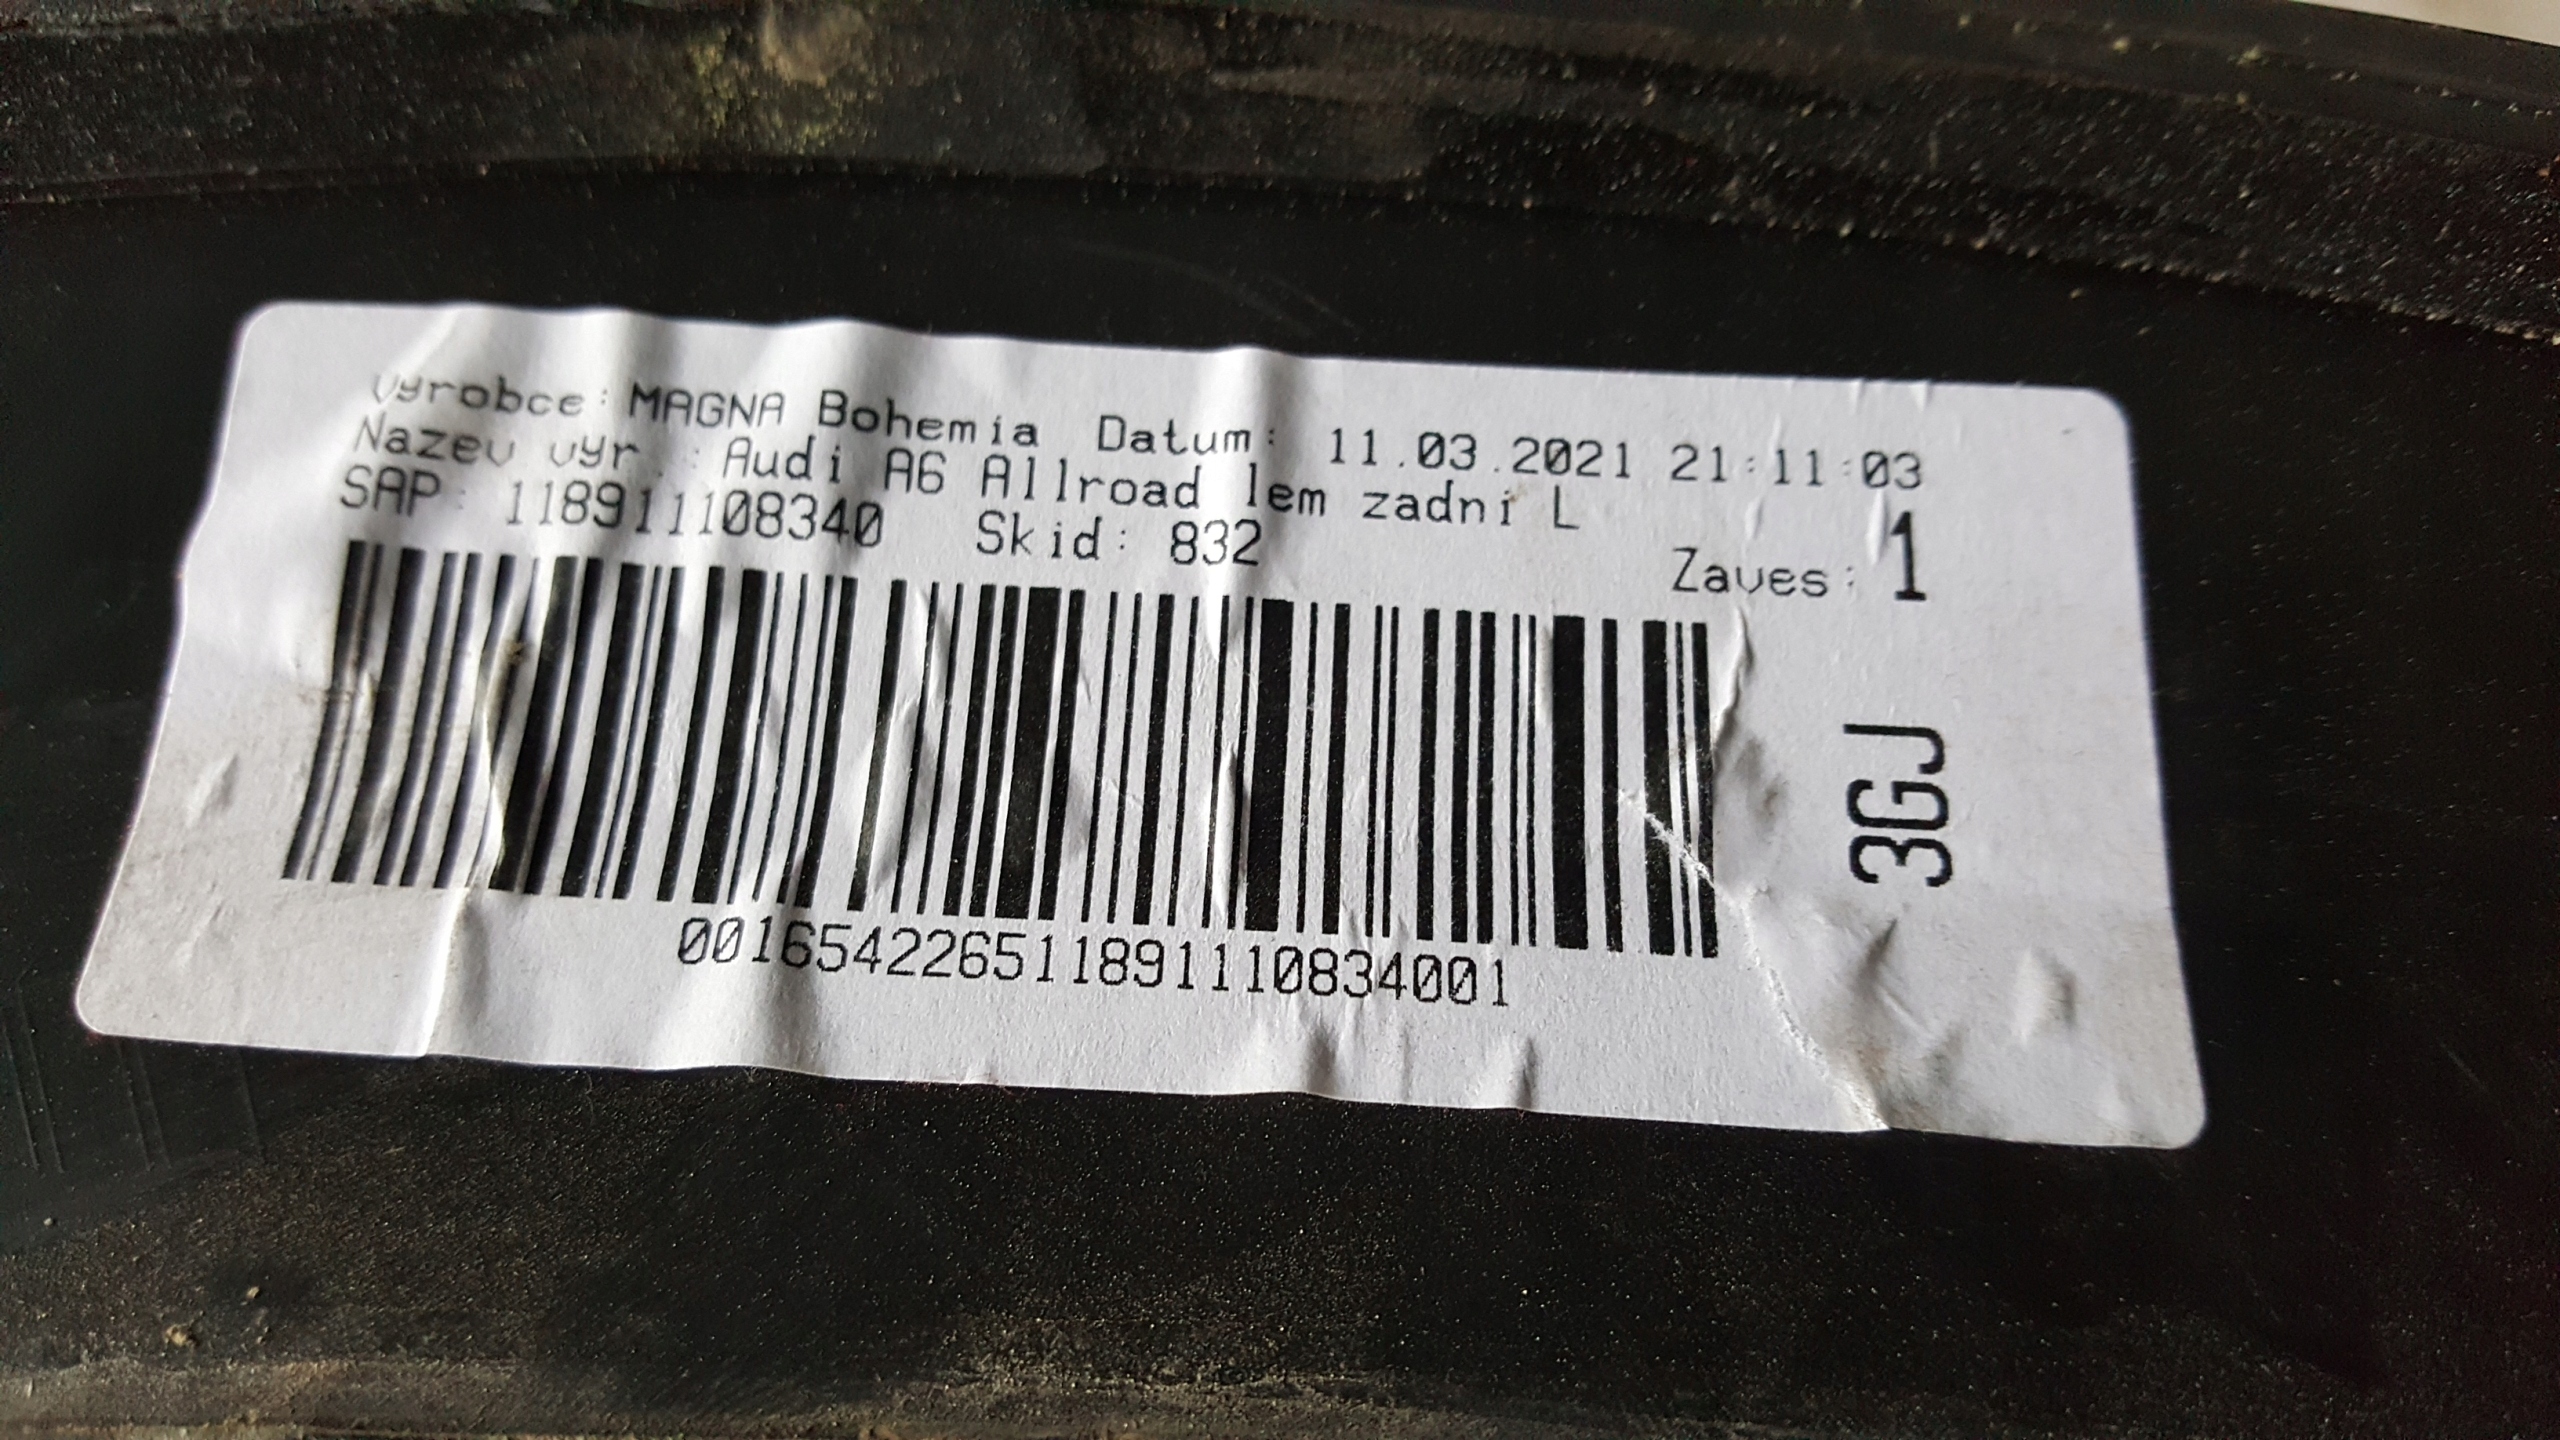 Vyrobce: MAGNA Bohemia Datum: 11.03.2021 21:11:03
Nazev vyr.: Audi A6 Allroad lem zadni L
SAP: 118911108340 Skid: 832
Zaves: 1
3GJ
001654226511891110834001